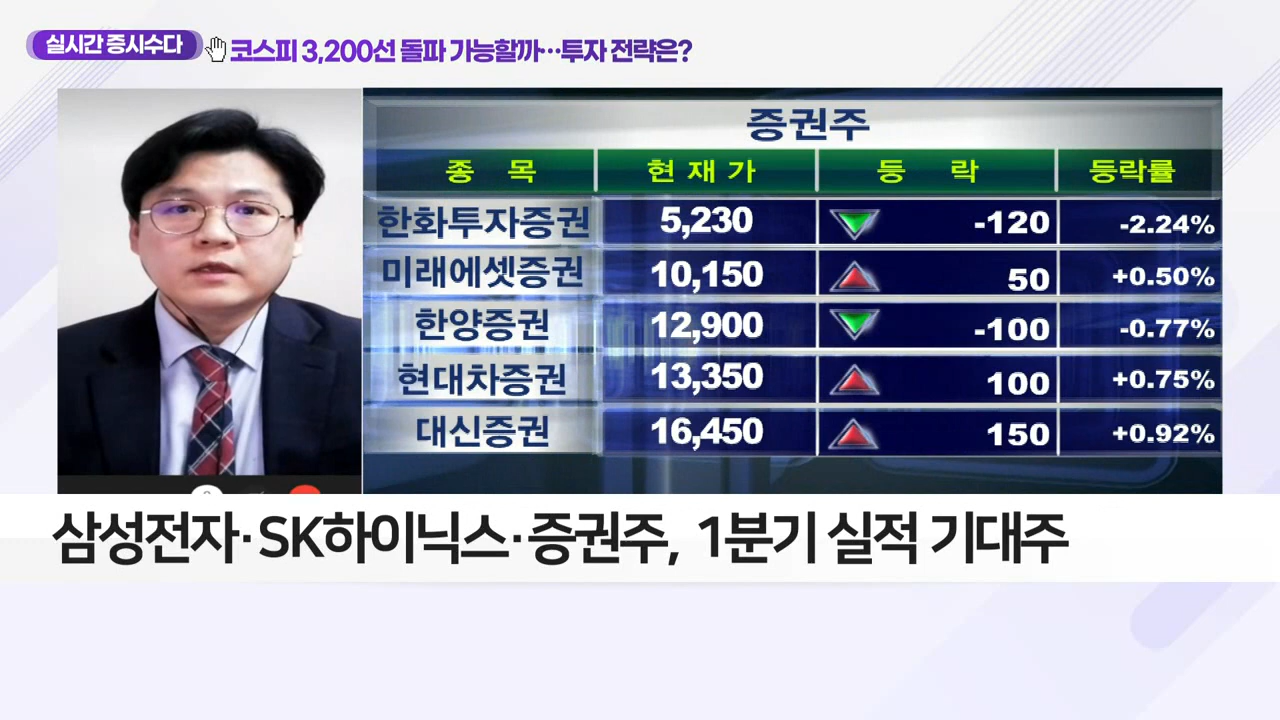 실시간 증시수다 코스피 3,200선 돌파 가능할까…투자 전략은?
증권주
종 목 현 재 가 등 락 등락률
한화투자증권 5,230 -120 -2.24%
미래에셋증권 10,150 50 +0.50%
한양증권 12,900 -100 -0.77%
현대차증권 13,350 100 +0.75%
대신증권 16,450 150 +0.92%
삼성전자·SK하이닉스·증권주, 1분기 실적 기대주